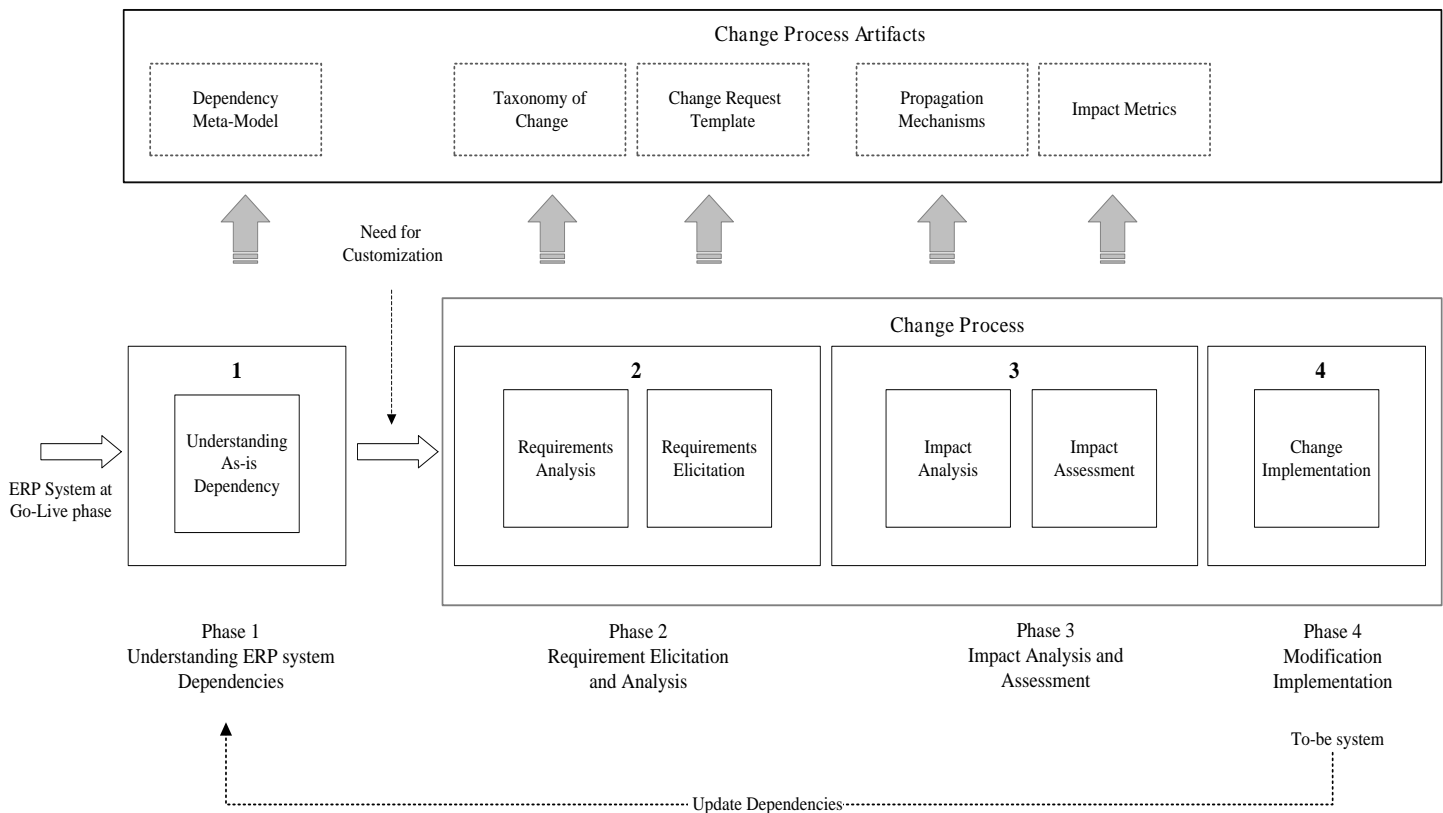 Change Process Artifacts
Dependency
Meta-Model
Taxonomy of
Change
Change Request
Template
Propagation
Mechanisms
Impact Metrics
Need for
Customization
Change Process
1
2
3
4
Understanding
As-is
Dependency
Requirements
Analysis
Requirements
Elicitation
Impact
Analysis
Impact
Assessment
Change
Implementation
ERP System at
Go-Live phase
Phase 1
Understanding ERP system
Dependencies
Phase 2
Requirement Elicitation
and Analysis
Phase 3
Impact Analysis and
Assessment
Phase 4
Modification
Implementation
To-be system
Update Dependencies